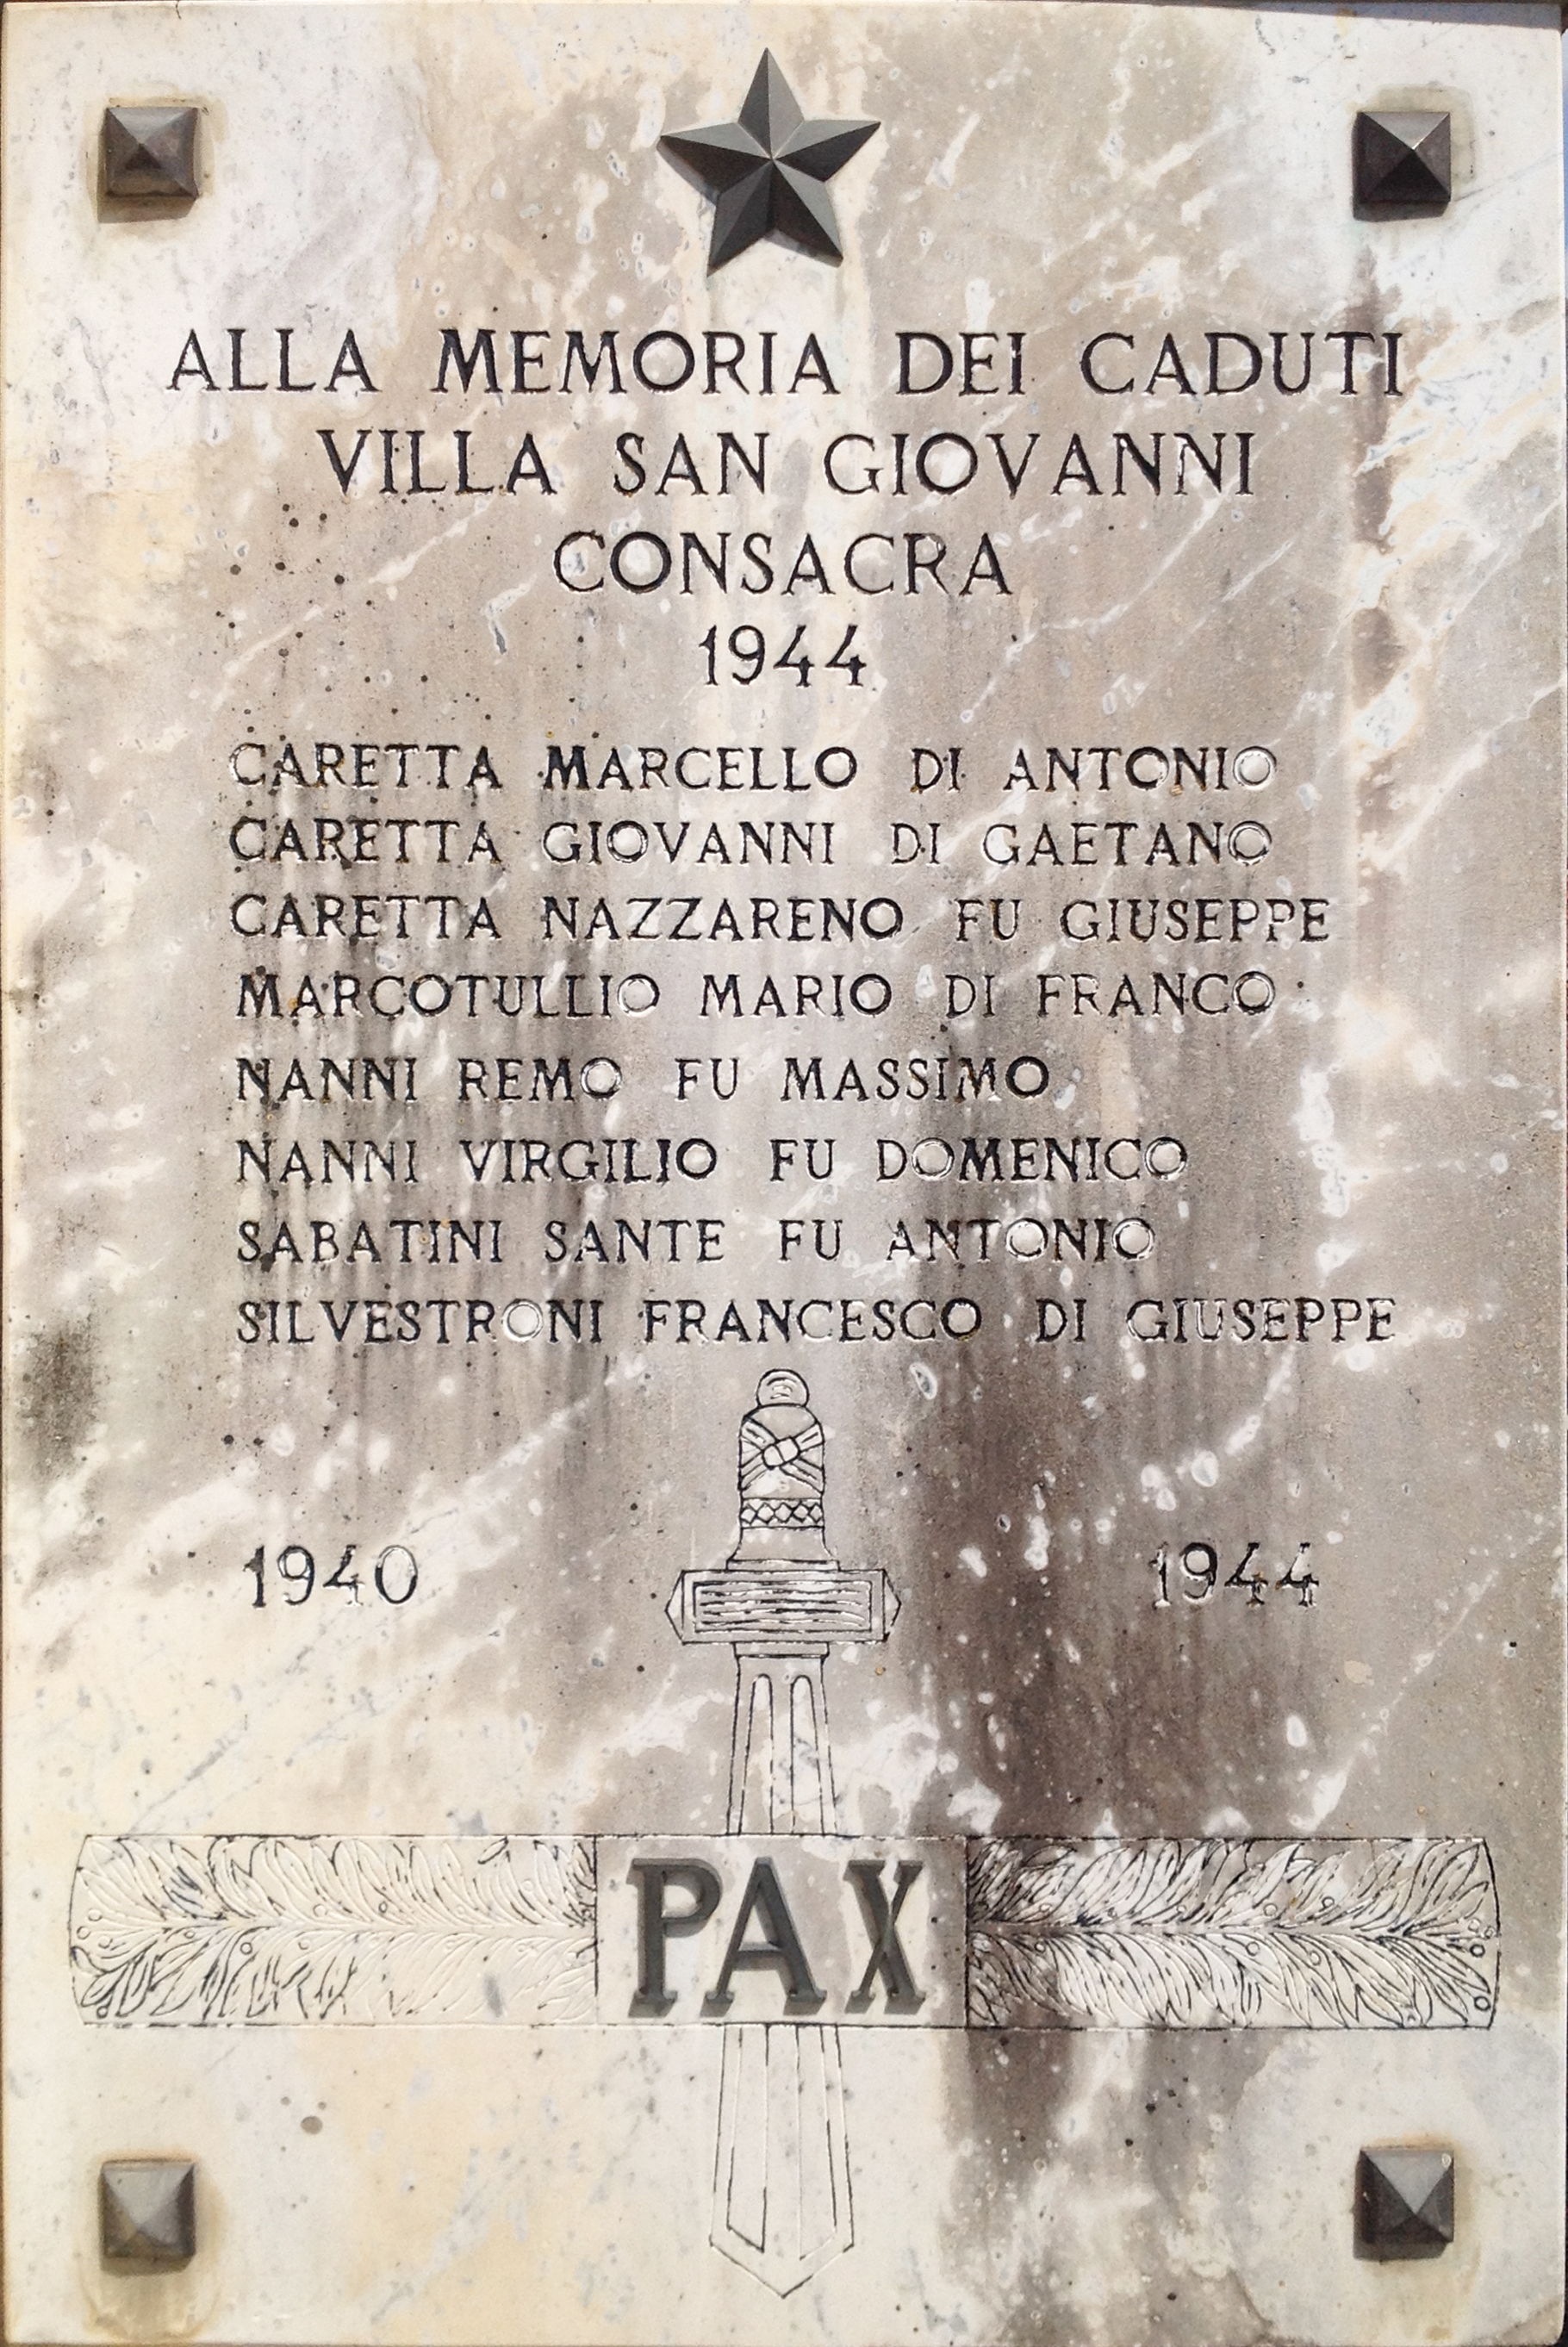 ALLA MEMORIA DEI CADUTI
VILLA SAN GIOVANNI
CONSACRA
1944
CARETTA MARCELLO DI ANTONIO
CARETTA GIOVANNI DI GAETANO
CARETTA NAZZARENO FU GIUSEPPE
MARCOTULLIO MARIO DI FRANCO
NANNI REMO FU MASSIMO
NANNI VIRGILIO FU DOMENICO
SABATINI SANTE FU ANTONIO
SILVESTRONI FRANCESCO DI GIUSEPPE
1940 1944
PAX